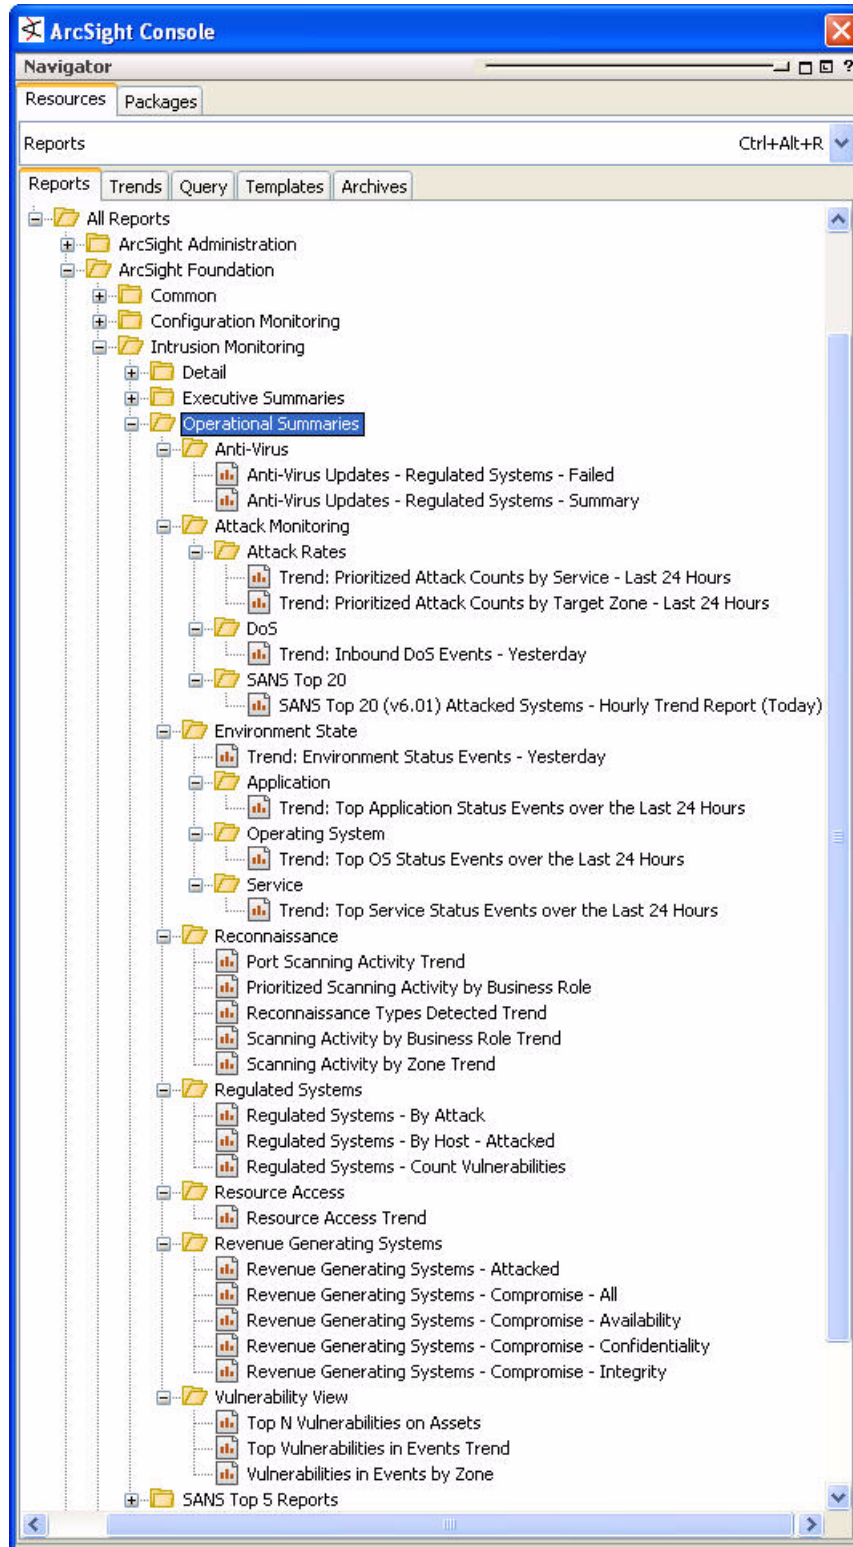 ArcSight Console
Navigator ?
Resources Packages
Reports Ctrl+Alt+R
Reports Trends Query Templates Archives
All Reports
ArcSight Administration
ArcSight Foundation
Common
Configuration Monitoring
Intrusion Monitoring
Detail
Executive Summaries
Operational Summaries
Anti-Virus
Anti-Virus Updates - Regulated Systems - Failed
Anti-Virus Updates - Regulated Systems - Summary
Attack Monitoring
Attack Rates
Trend: Prioritized Attack Counts by Service - Last 24 Hours
Trend: Prioritized Attack Counts by Target Zone - Last 24 Hours
DoS
Trend: Inbound DoS Events - Yesterday
SANS Top 20
SANS Top 20 (v6.01) Attacked Systems - Hourly Trend Report (Today)
Environment State
Trend: Environment Status Events - Yesterday
Application
Trend: Top Application Status Events over the Last 24 Hours
Operating System
Trend: Top OS Status Events over the Last 24 Hours
Service
Trend: Top Service Status Events over the Last 24 Hours
Reconnaissance
Port Scanning Activity Trend
Prioritized Scanning Activity by Business Role
Reconnaissance Types Detected Trend
Scanning Activity by Business Role Trend
Scanning Activity by Zone Trend
Regulated Systems
Regulated Systems - By Attack
Regulated Systems - By Host - Attacked
Regulated Systems - Count Vulnerabilities
Resource Access
Resource Access Trend
Revenue Generating Systems
Revenue Generating Systems - Attacked
Revenue Generating Systems - Compromise - All
Revenue Generating Systems - Compromise - Availability
Revenue Generating Systems - Compromise - Confidentiality
Revenue Generating Systems - Compromise - Integrity
Vulnerability View
Top N Vulnerabilities on Assets
Top Vulnerabilities in Events Trend
Vulnerabilities in Events by Zone
SANS Top 5 Reports